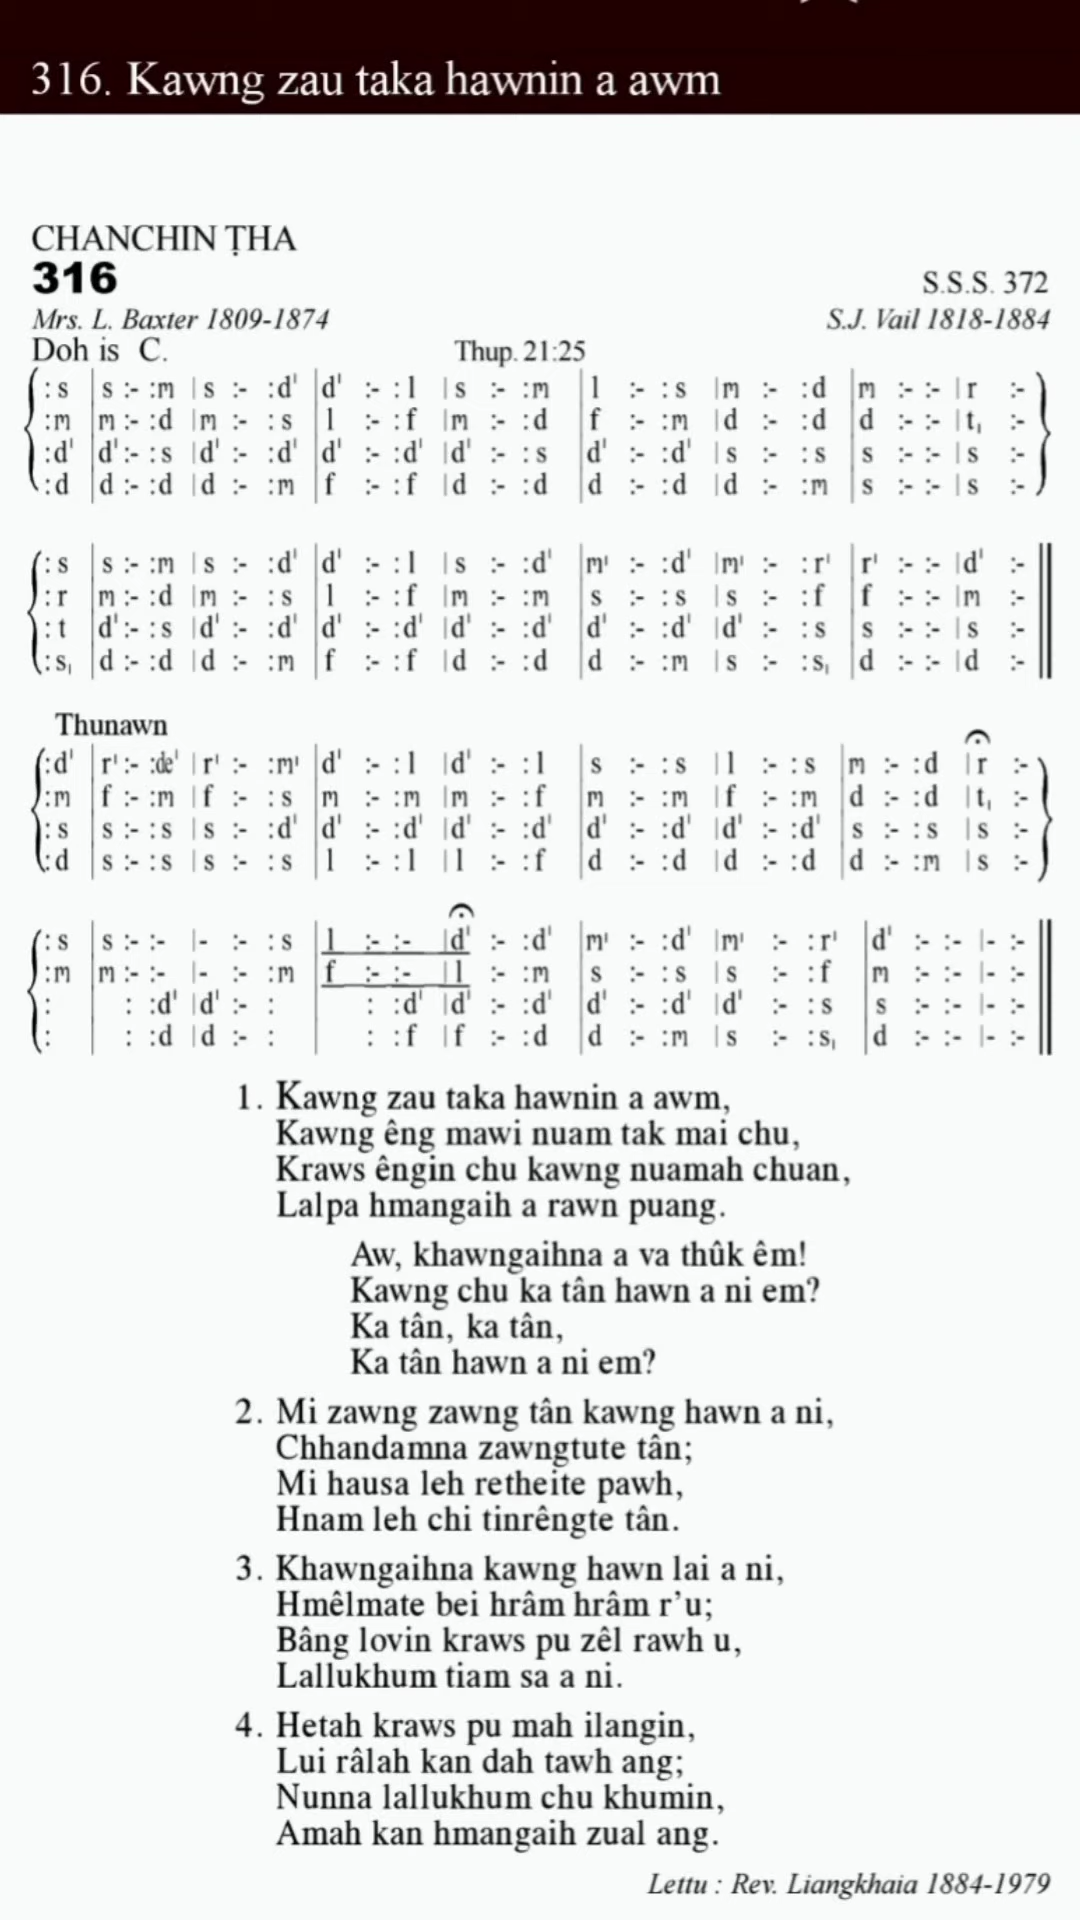 316. Kawng zau taka hawnin a awm
CHANCHIN ṬHA
316
S.S.S. 372
Mrs. L. Baxter 1809-1874
S.J. Vail 1818-1884
Doh is C.
Thup. 21:25
:s |s :- :m |s :- :d' |d' :- :l |s :- :m |l :- :s |m :- :d |m :- :- |r :-
:m |m :- :d |m :- :s |l :- :f |m :- :d |f :- :m |d :- :d |d :- :- |t, :-
:d' |d' :- :s |d' :- :d' |d' :- :d' |d' :- :s |d' :- :d' |s :- :s |s :- :- |s :-
:d |d :- :d |d :- :m |f :- :f |d :- :d |d :- :d |d :- :m |s :- :- |s :-
:s |s :- :m |s :- :d' |d' :- :l |s :- :d' |m' :- :d' |m' :- :r' |r' :- :- |d' :-
:r |m :- :d |m :- :s |l :- :f |m :- :m |s :- :s |s :- :f |f :- :- |m :-
:t |d' :- :s |d' :- :d' |d' :- :d' |d' :- :d' |d' :- :d' |d' :- :s |s :- :- |s :-
:s, |d :- :d |d :- :m |f :- :f |d :- :d |d :- :m |s :- :s, |d :- :- |d :-
Thunawn
:d' |r' :- :de' |r' :- :m' |d' :- :l |d' :- :l |s :- :s |l :- :s |m :- :d |r :-
:m |f :- :m |f :- :s |m :- :m |m :- :f |m :- :m |f :- :m |d :- :d |t, :-
:s |s :- :s |s :- :d' |d' :- :d' |d' :- :d' |d' :- :d' |d' :- :d' |s :- :s |s :-
:d |s :- :s |s :- :s |l :- :l |l :- :f |d :- :d |d :- :d |d :- :m |s :-
:s |s :- :- |- :- :s |l :- :- |d' :- :d' |m' :- :d' |m' :- :r' |d' :- :- |- :-
:m |m :- :- |- :- :m |f :- :- |l :- :m |s :- :s |s :- :f |m :- :- |- :-
: | : :d' |d' :- : | : :d' |d' :- :d' |d' :- :d' |d' :- :s |s :- :- |- :-
: | : :d |d :- : | : :f |f :- :d |d :- :m |s :- :s, |d :- :- |- :-
1. Kawng zau taka hawnin a awm,
Kawng êng mawi nuam tak mai chu,
Kraws êngin chu kawng nuamah chuan,
Lalpa hmangaih a rawn puang.
Aw, khawngaihna a va thûk êm!
Kawng chu ka tân hawn a ni em?
Ka tân, ka tân,
Ka tân hawn a ni em?
2. Mi zawng zawng tân kawng hawn a ni,
Chhandamna zawngtute tân;
Mi hausa leh retheite pawh,
Hnam leh chi tinrêngte tân.
3. Khawngaihna kawng hawn lai a ni,
Hmêlmate bei hrâm hrâm r'u;
Bâng lovin kraws pu zêl rawh u,
Lallukhum tiam sa a ni.
4. Hetah kraws pu mah ilangin,
Lui râlah kan dah tawh ang;
Nunna lallukhum chu khumin,
Amah kan hmangaih zual ang.
Lettu : Rev. Liangkhaia 1884-1979